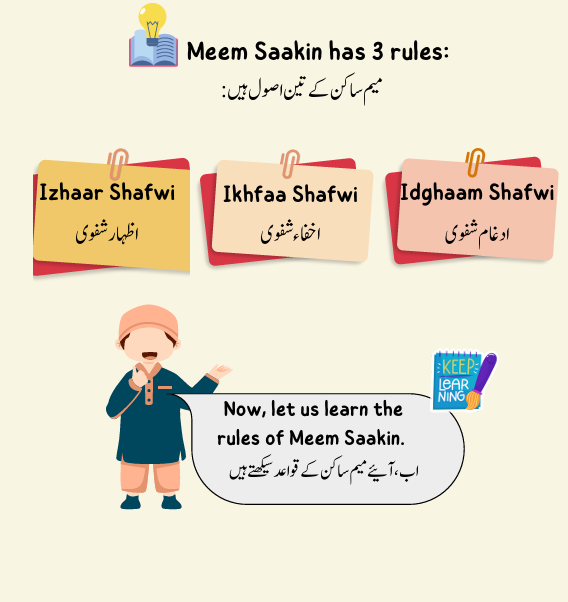 Meem Saakin has 3 rules:
میم ساکن کے تین اصول ہیں:
Izhaar Shafwi
اظہار شفوی
Ikhfaa Shafwi
اخفاء شفوی
Idghaam Shafwi
ادغام شفوی
KEEP
LEAR
NING
Now, let us learn the
rules of Meem Saakin.
اب، آیئے میم ساکن کے قواعد سیکھتے ہیں